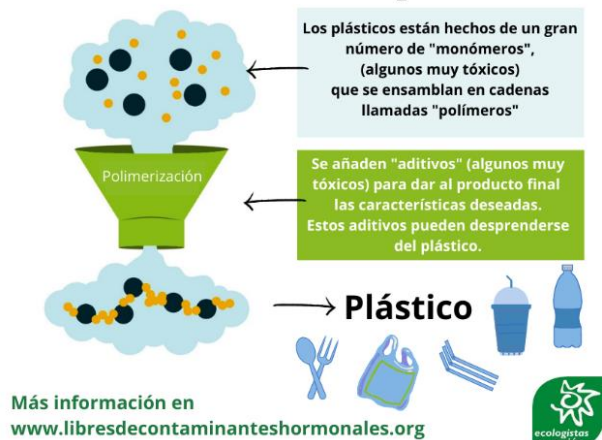 Los plásticos están hechos de un gran
número de "monómeros",
(algunos muy tóxicos)
que se ensamblan en cadenas
llamadas "polímeros"
Polimerización
Se añaden "aditivos" (algunos muy
tóxicos) para dar al producto final
las características deseadas.
Estos aditivos pueden desprenderse
del plástico.
Plástico
Más información en
www.libresdecontaminanteshormonales.org
ecologistas